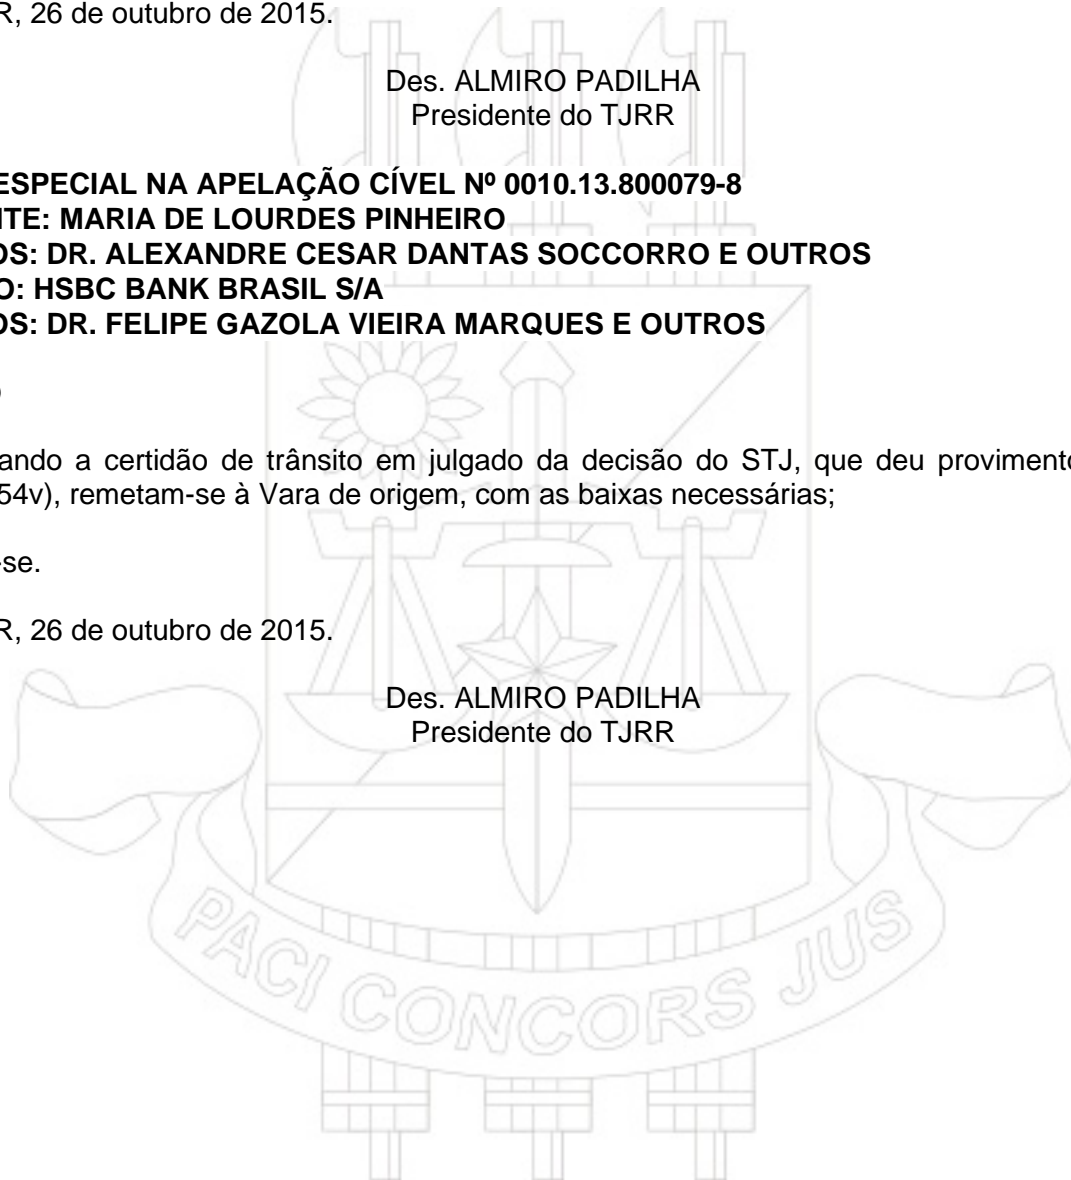 R, 26 de outubro de 2015.
Des. ALMIRO PADILHA
Presidente do TJRR
ESPECIAL NA APELAÇÃO CÍVEL Nº 0010.13.800079-8
NTE: MARIA DE LOURDES PINHEIRO
OS: DR. ALEXANDRE CESAR DANTAS SOCCORRO E OUTROS
O: HSBC BANK BRASIL S/A
OS: DR. FELIPE GAZOLA VIEIRA MARQUES E OUTROS
ando a certidão de trânsito em julgado da decisão do STJ, que deu provimento
54v), remetam-se à Vara de origem, com as baixas necessárias;
-se.
R, 26 de outubro de 2015.
Des. ALMIRO PADILHA
Presidente do TJRR
PACI CONCORS JUS